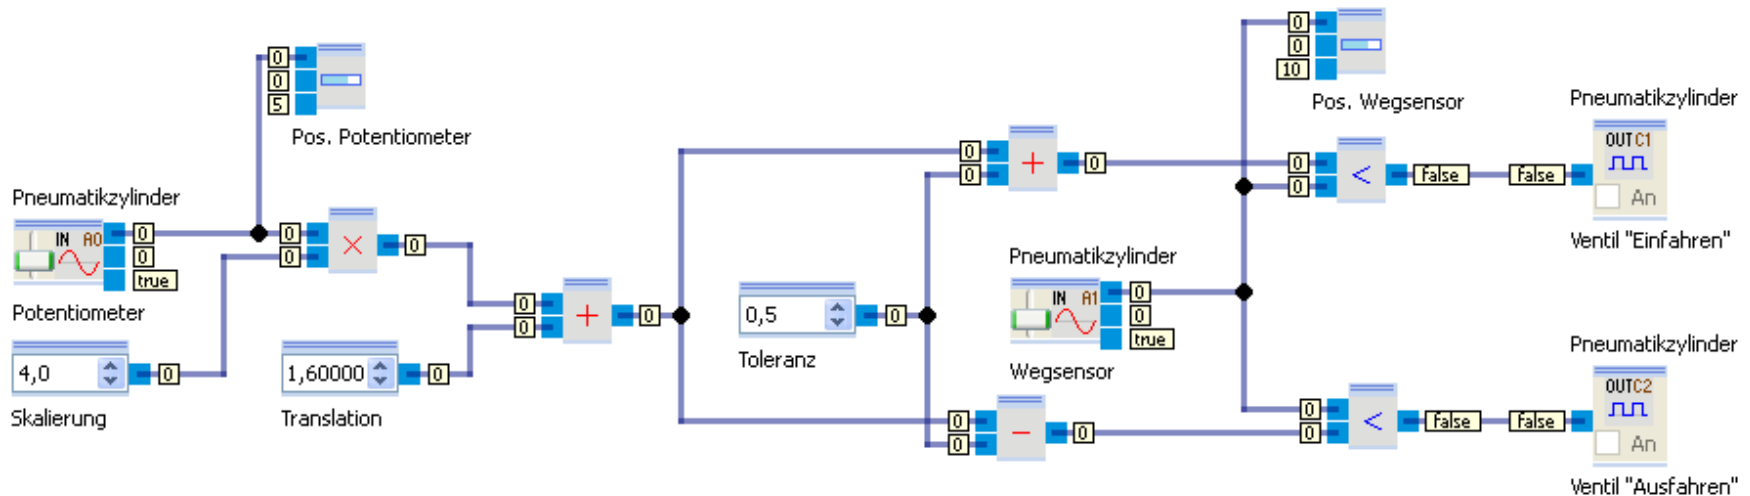 0
0
5
Pos. Potentiometer
Pneumatikzylinder
IN A0
0
0
true
Potentiometer
4,0
0
Skalierung
0
0
×
0
1,60000
0
Translation
0
0
+
0
0,5
0
Toleranz
0
0
+
0
0
0
−
0
Pneumatikzylinder
IN A1
0
0
true
Wegsensor
0
0
10
Pos. Wegsensor
0
0
<
false
false
Pneumatikzylinder
OUT C1
An
Ventil "Einfahren"
0
0
<
false
false
Pneumatikzylinder
OUT C2
An
Ventil "Ausfahren"